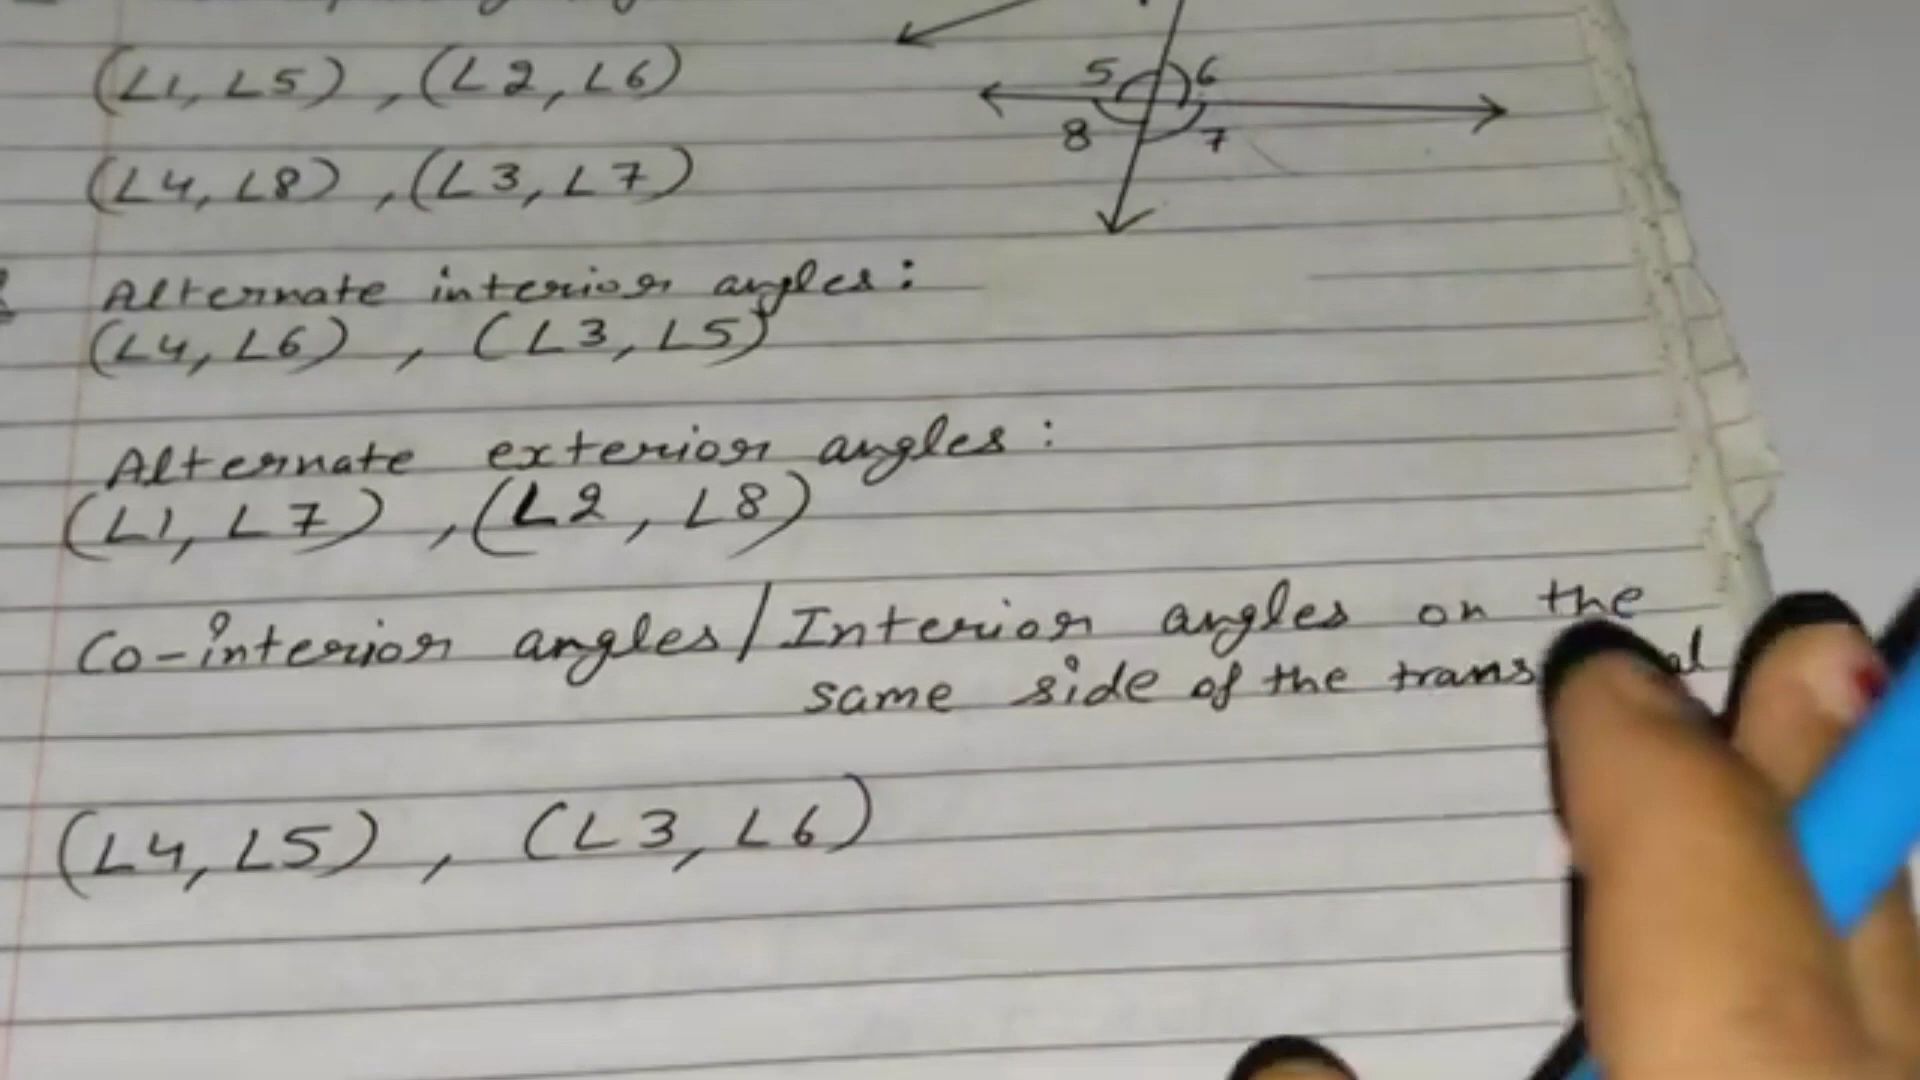 (∠1, ∠5) , (∠2, ∠6)
5 6
8 7
(∠4, ∠8) , (∠3, ∠7)
Alternate interior angles:
(∠4, ∠6) , (∠3, ∠5)
Alternate exterior angles:
(∠1, ∠7) , (∠2, ∠8)
Co-interior angles/Interior angles on the
same side of the
(∠4, ∠5) , (∠3, ∠6)